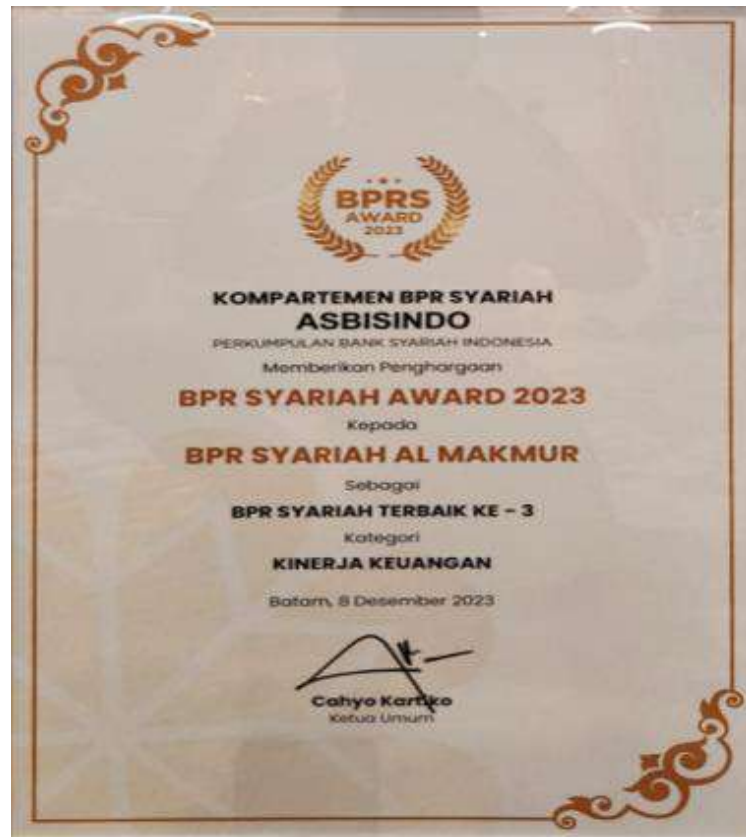 BPRS
AWARD
2023
KOMPARTEMEN BPR SYARIAH
ASBISINDO
PERKUMPULAN BANK SYARIAH INDONESIA
Memberikan Penghargaan
BPR SYARIAH AWARD 2023
Kepada
BPR SYARIAH AL MAKMUR
Sebagai
BPR SYARIAH TERBAIK KE - 3
Kategori
KINERJA KEUANGAN
Batam, 8 Desember 2023
Cahyo Kartiko
Ketua Umum